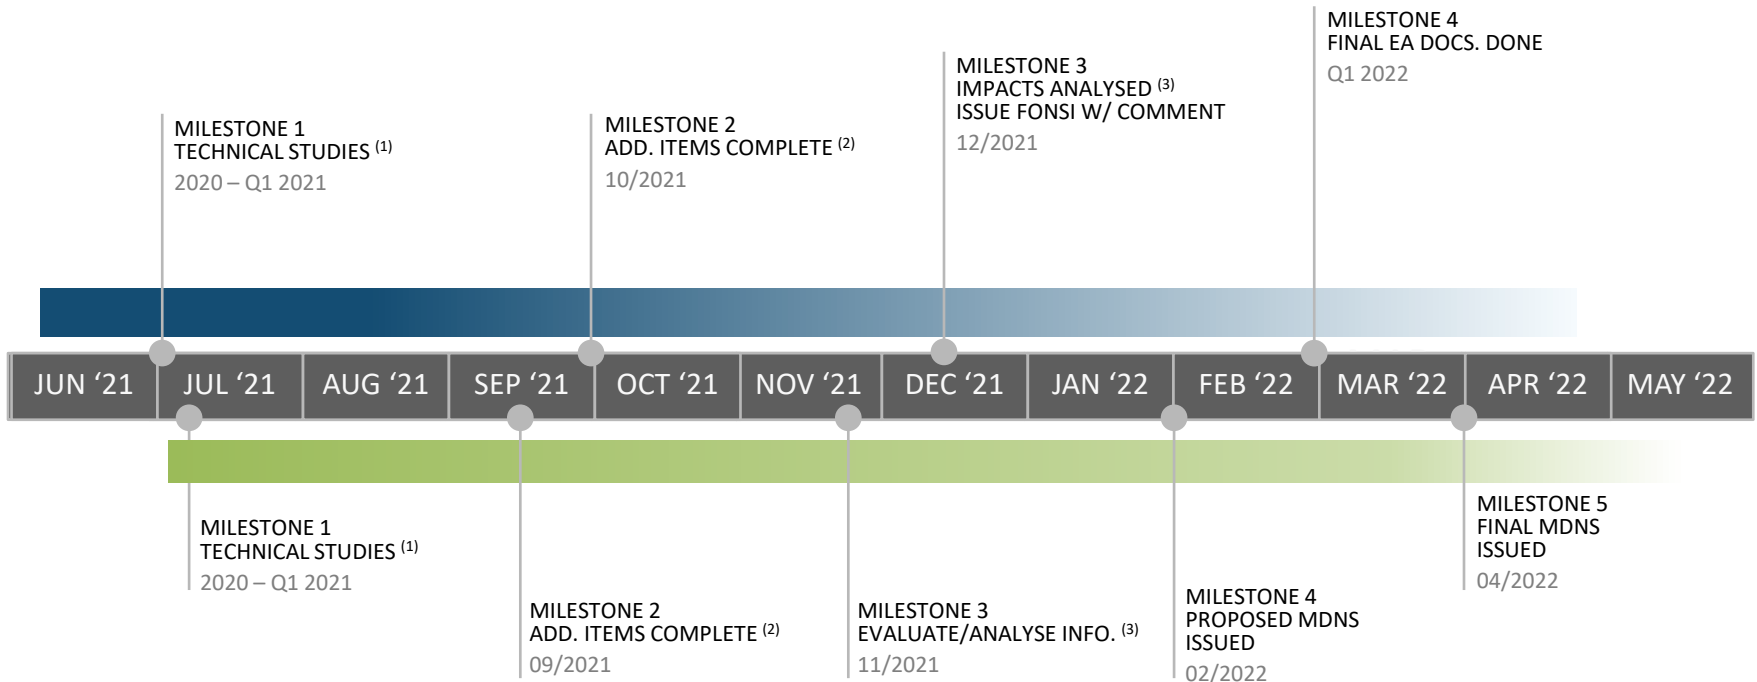 MILESTONE 4
FINAL EA DOCS. DONE
Q1 2022
MILESTONE 3
IMPACTS ANALYSED (3)
ISSUE FONSI W/ COMMENT
12/2021
MILESTONE 2
ADD. ITEMS COMPLETE (2)
10/2021
MILESTONE 1
TECHNICAL STUDIES (1)
2020 – Q1 2021
JUN ‘21 JUL ‘21 AUG ‘21 SEP ‘21 OCT ‘21 NOV ‘21 DEC ‘21 JAN ‘22 FEB ‘22 MAR ‘22 APR ‘22 MAY ‘22
MILESTONE 1
TECHNICAL STUDIES (1)
2020 – Q1 2021
MILESTONE 2
ADD. ITEMS COMPLETE (2)
09/2021
MILESTONE 3
EVALUATE/ANALYSE INFO. (3)
11/2021
MILESTONE 4
PROPOSED MDNS
ISSUED
02/2022
MILESTONE 5
FINAL MDNS
ISSUED
04/2022